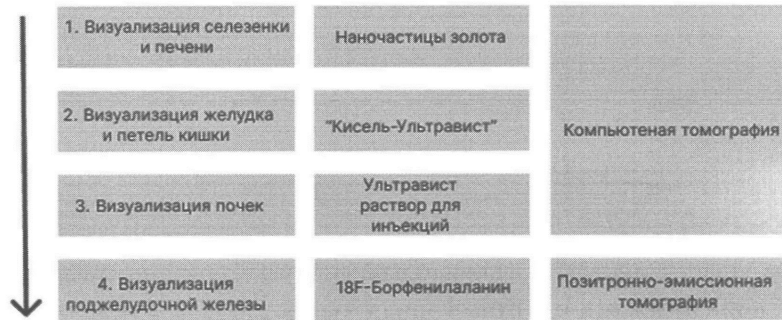 1. Визуализация селезенки
и печени
Наночастицы золота
2. Визуализация желудка
и петель кишки
"Кисель-Ультравист"
Компьютеная томография
3. Визуализация почек
Ультравист
раствор для
инъекций
4. Визуализация
поджелудочной железы
18F-Борфенилаланин
Позитронно-эмиссионная
томография